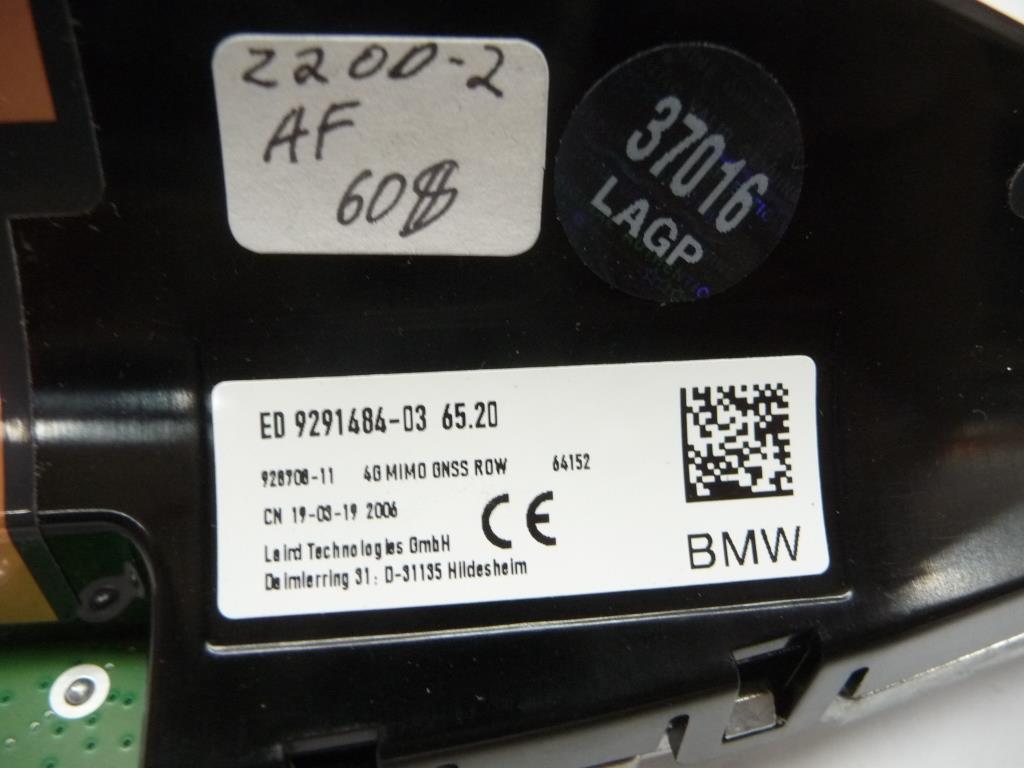 2200-2
AF
608
37016
LAGP
ED 9291484-03 65.20
928708-11 4G MIMO GNSS ROW 64152
CN 19-03-19 2006
CE
Laird Technologies GmbH
Daimlerring 31; D-31135 Hildesheim
BMW